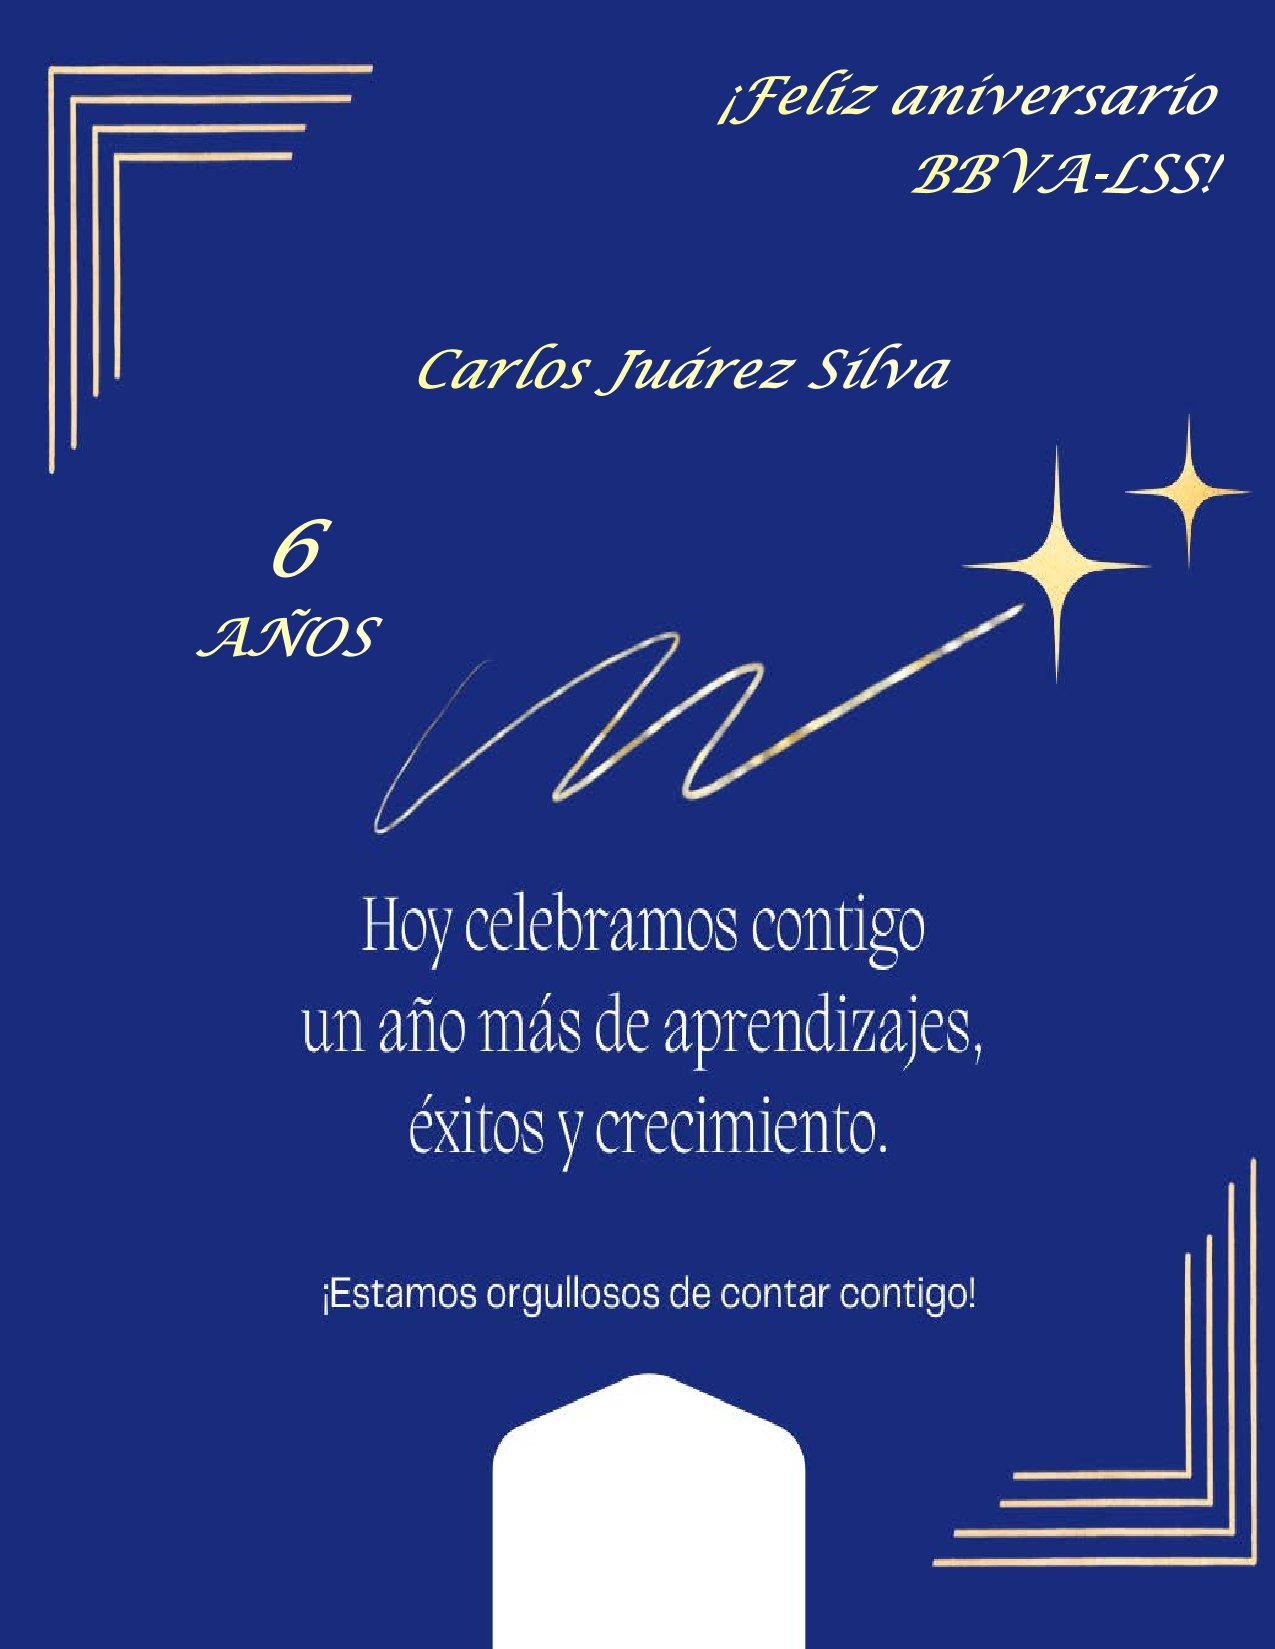 ¡Feliz aniversario
BBVA-LSS!
Carlos Juárez Silva
6
AÑOS
Hoy celebramos contigo
un año más de aprendizajes,
éxitos y crecimiento.
¡Estamos orgullosos de contar contigo!